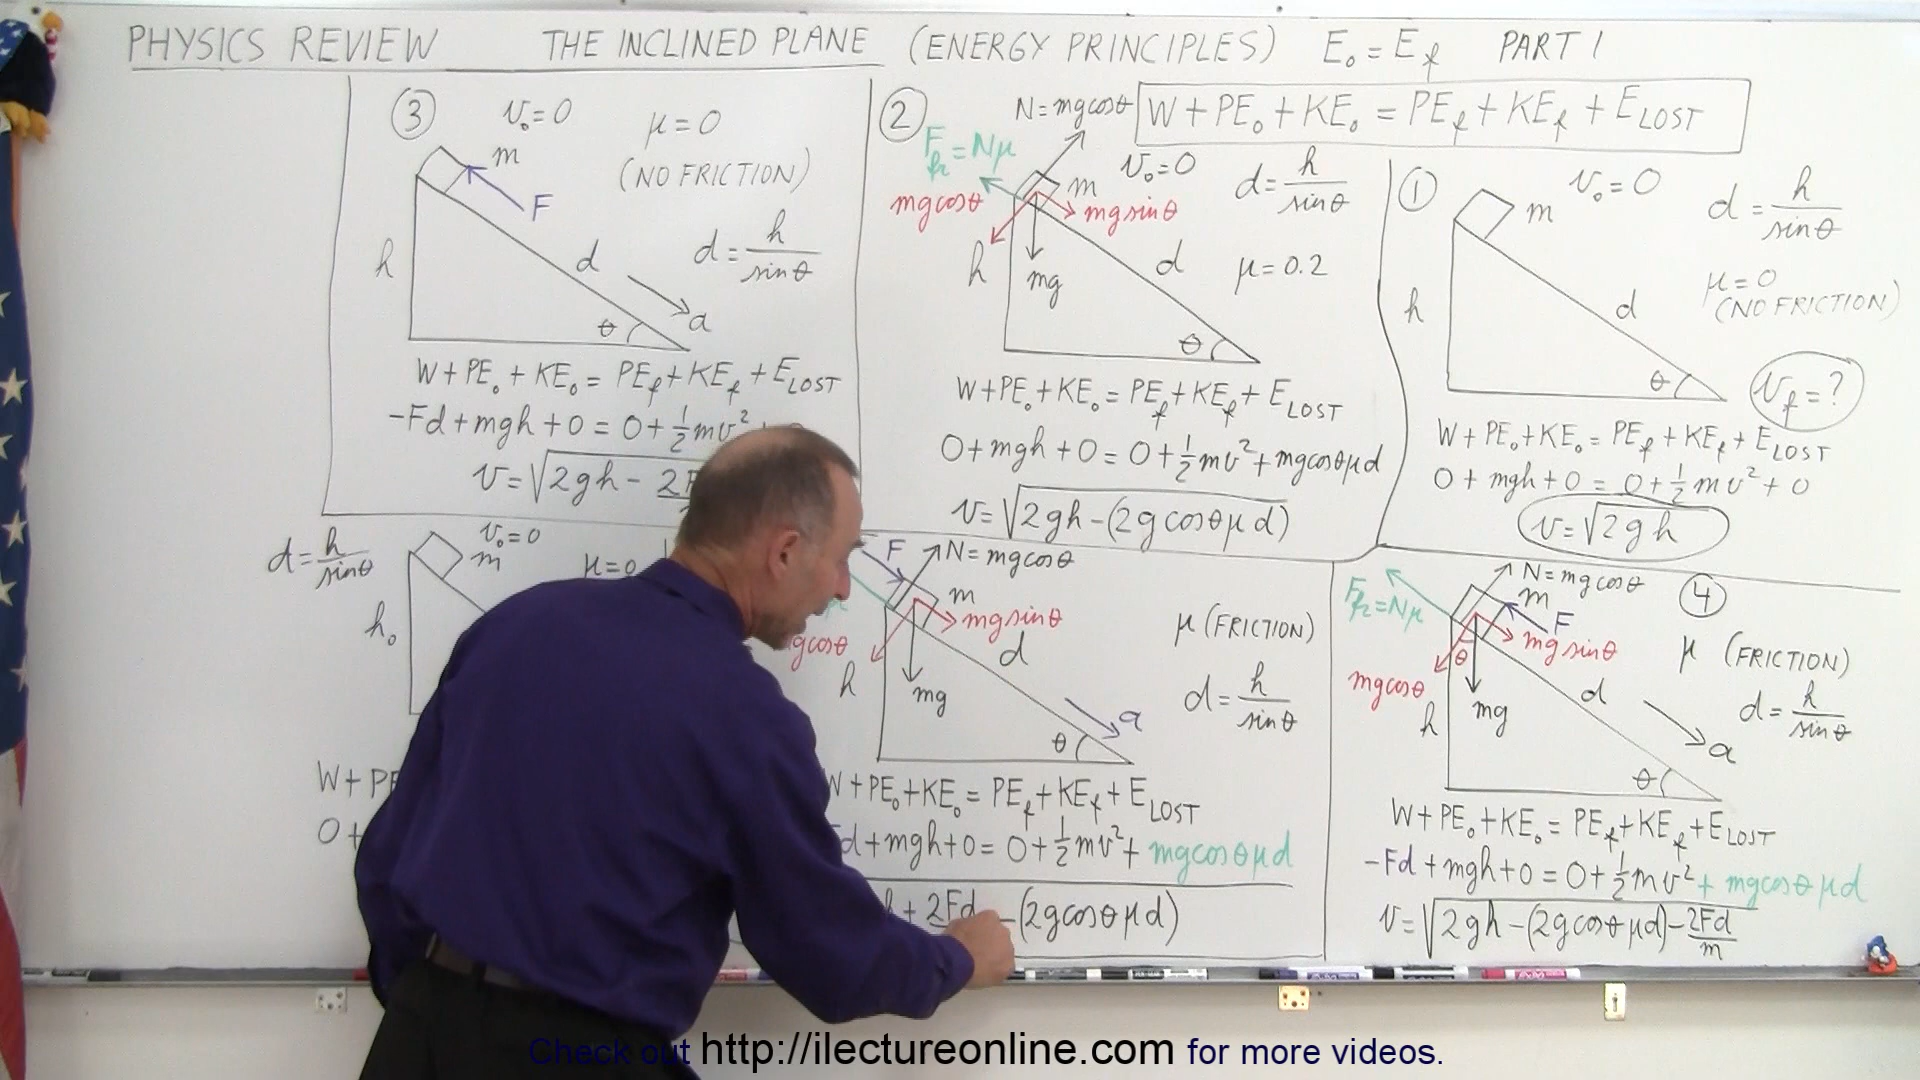 PHYSICS REVIEW THE INCLINED PLANE (ENERGY PRINCIPLES) E₀ = E_f PART 1
③ v₀=0 μ=0
m (NO FRICTION)
F
h d d = h/sinθ
θ a
W+PE₀+KE₀ = PE_f+KE_f+E_LOST
-Fd+mgh+0 = 0+½mv²
v=√2gh - 2
② N=mgcosθ W+PE₀+KE₀ = PE_f+KE_f+E_LOST
F_fr=Nμ v₀=0 d=h/sinθ
m
mgcosθ mgsinθ
h mg d μ=0.2
θ
W+PE₀+KE₀ = PE_f+KE_f+E_LOST
0+mgh+0 = 0+½mv²+mgcosθμd
v=√2gh-(2gcosθμd)
① v₀=0 d=h/sinθ
m
μ=0
(NO FRICTION)
h d
θ v_f=?
W+PE₀+KE₀ = PE_f+KE_f+E_LOST
0+mgh+0 = 0+½mv²+0
v=√2gh
d=h/sinθ v₀=0
m μ=0
h₀
W+
0+
F N=mgcosθ
m
mgsinθ μ (FRICTION)
h mg d d=h/sinθ
a
θ
+PE₀+KE₀ = PE_f+KE_f+E_LOST
d+mgh+0 = 0+½mv²+mgcosθμd
+ 2Fd -(2gcosθμd)
F_fr=Nμ N=mgcosθ ④
m
F
θ mgsinθ μ (FRICTION)
mgcosθ
h mg d d=h/sinθ
a
θ
W+PE₀+KE₀ = PE_f+KE_f+E_LOST
-Fd+mgh+0 = 0+½mv²+mgcosθμd
v=√2gh-(2gcosθμd)-2Fd/m
Check out http://ilectureonline.com for more videos.